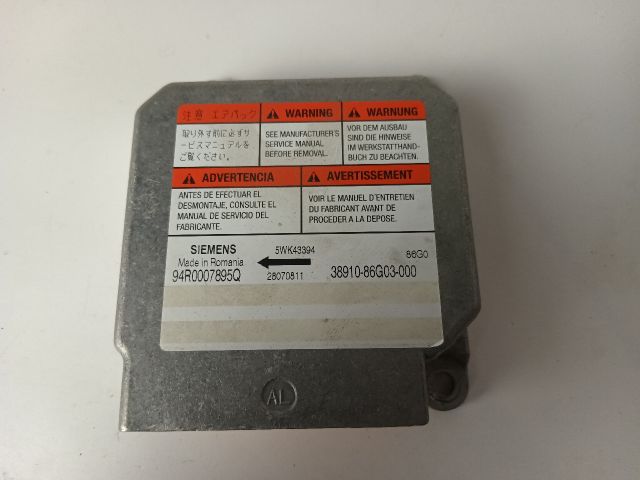 注意 エアバッグ
取り外す前に必ずサ
ービスマニュアルを
ご覧ください。
WARNING
SEE MANUFACTURER'S
SERVICE MANUAL
BEFORE REMOVAL.
WARNUNG
VOR DEM AUSBAU
SIND DIE HINWEISE
IM WERKSTATTHAND-
BUCH ZU BEACHTEN.
ADVERTENCIA
ANTES DE EFECTUAR EL
DESMONTAJE, CONSULTE EL
MANUAL DE SERVICIO DEL
FABRICANTE.
AVERTISSEMENT
VOIR LE MANUEL D'ENTRETIEN
DU FABRICANT AVANT DE
PROCEDER A LA DEPOSE.
SIEMENS 5WK43394 86G0
Made in Romania
94R0007895Q 28070811 38910-86G03-000
AL